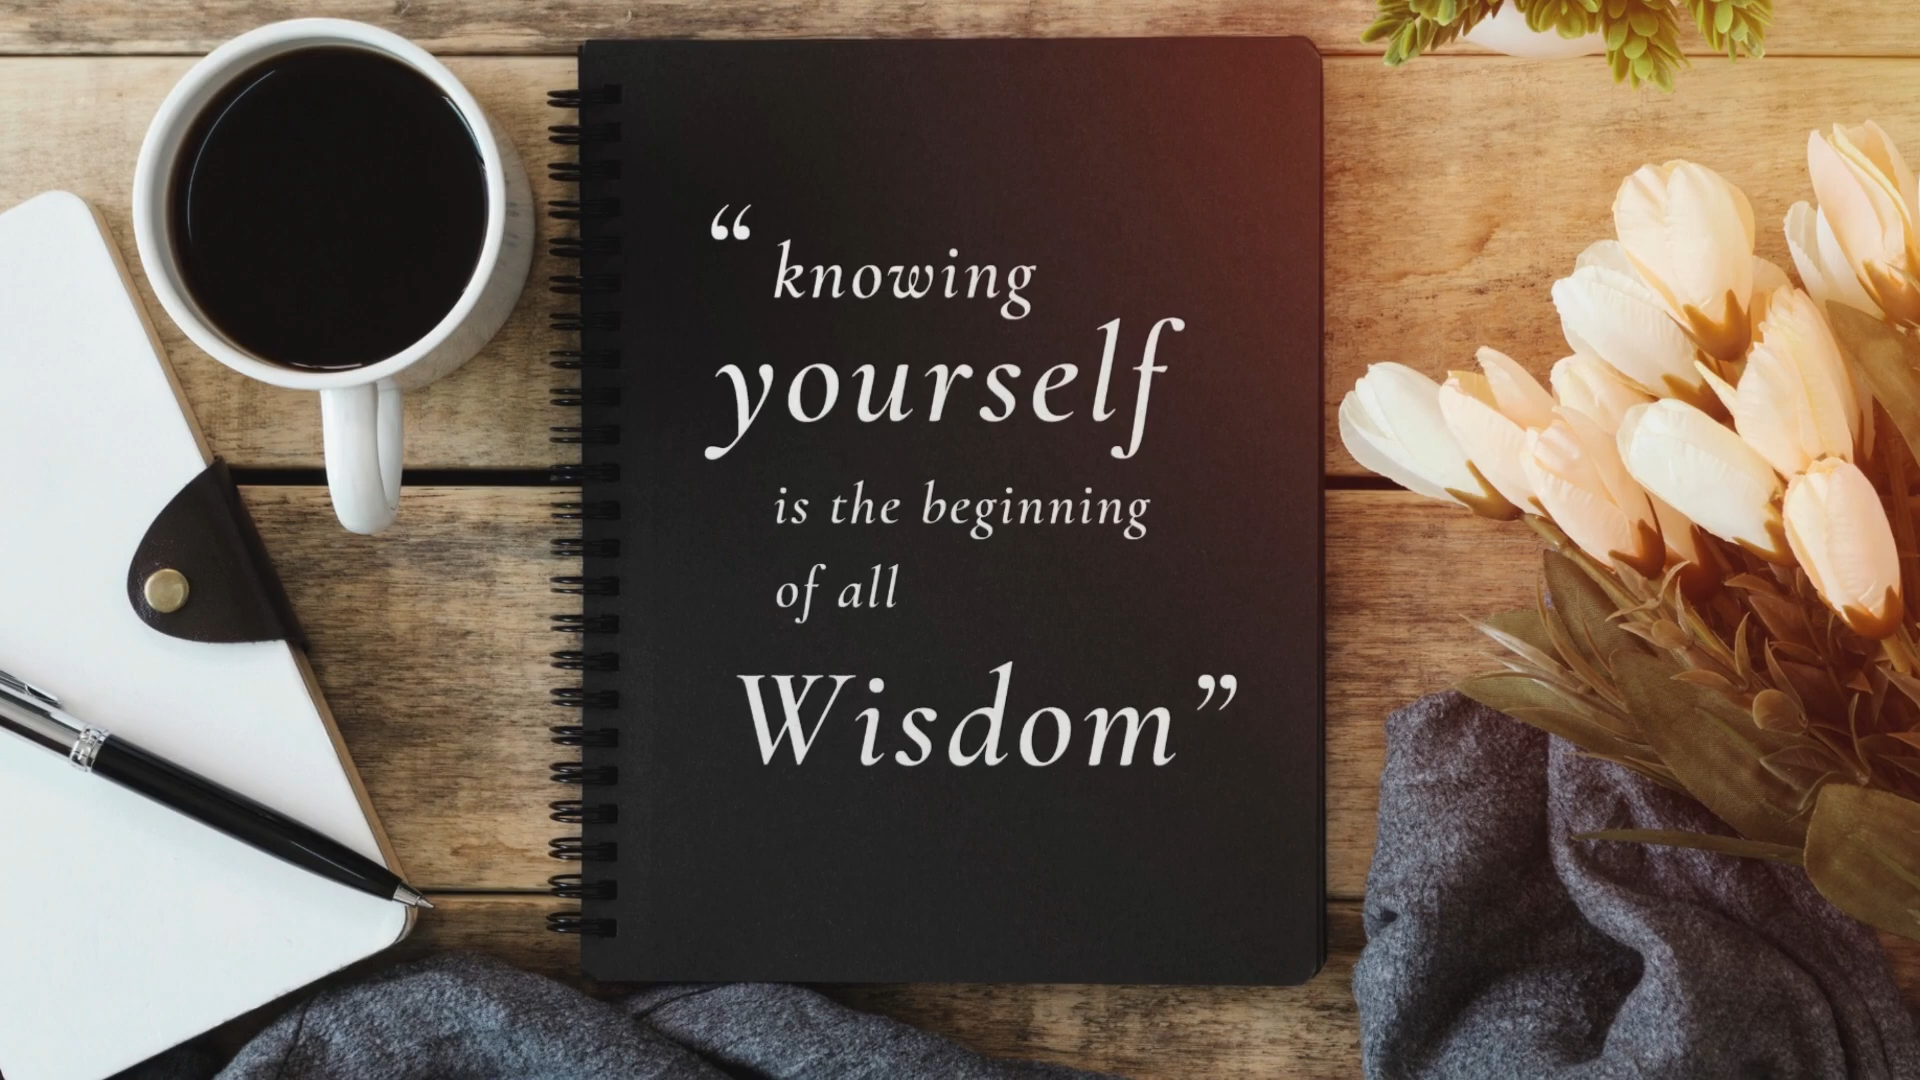 “ knowing
yourself
is the beginning
of all
Wisdom”